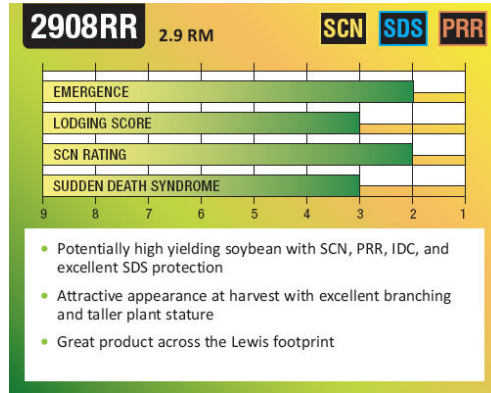 2908RR 2.9 RM SCN SDS PRR
EMERGENCE
LODGING SCORE
SCN RATING
SUDDEN DEATH SYNDROME
9 8 7 6 5 4 3 2 1
• Potentially high yielding soybean with SCN, PRR, IDC, and
excellent SDS protection
• Attractive appearance at harvest with excellent branching
and taller plant stature
• Great product across the Lewis footprint